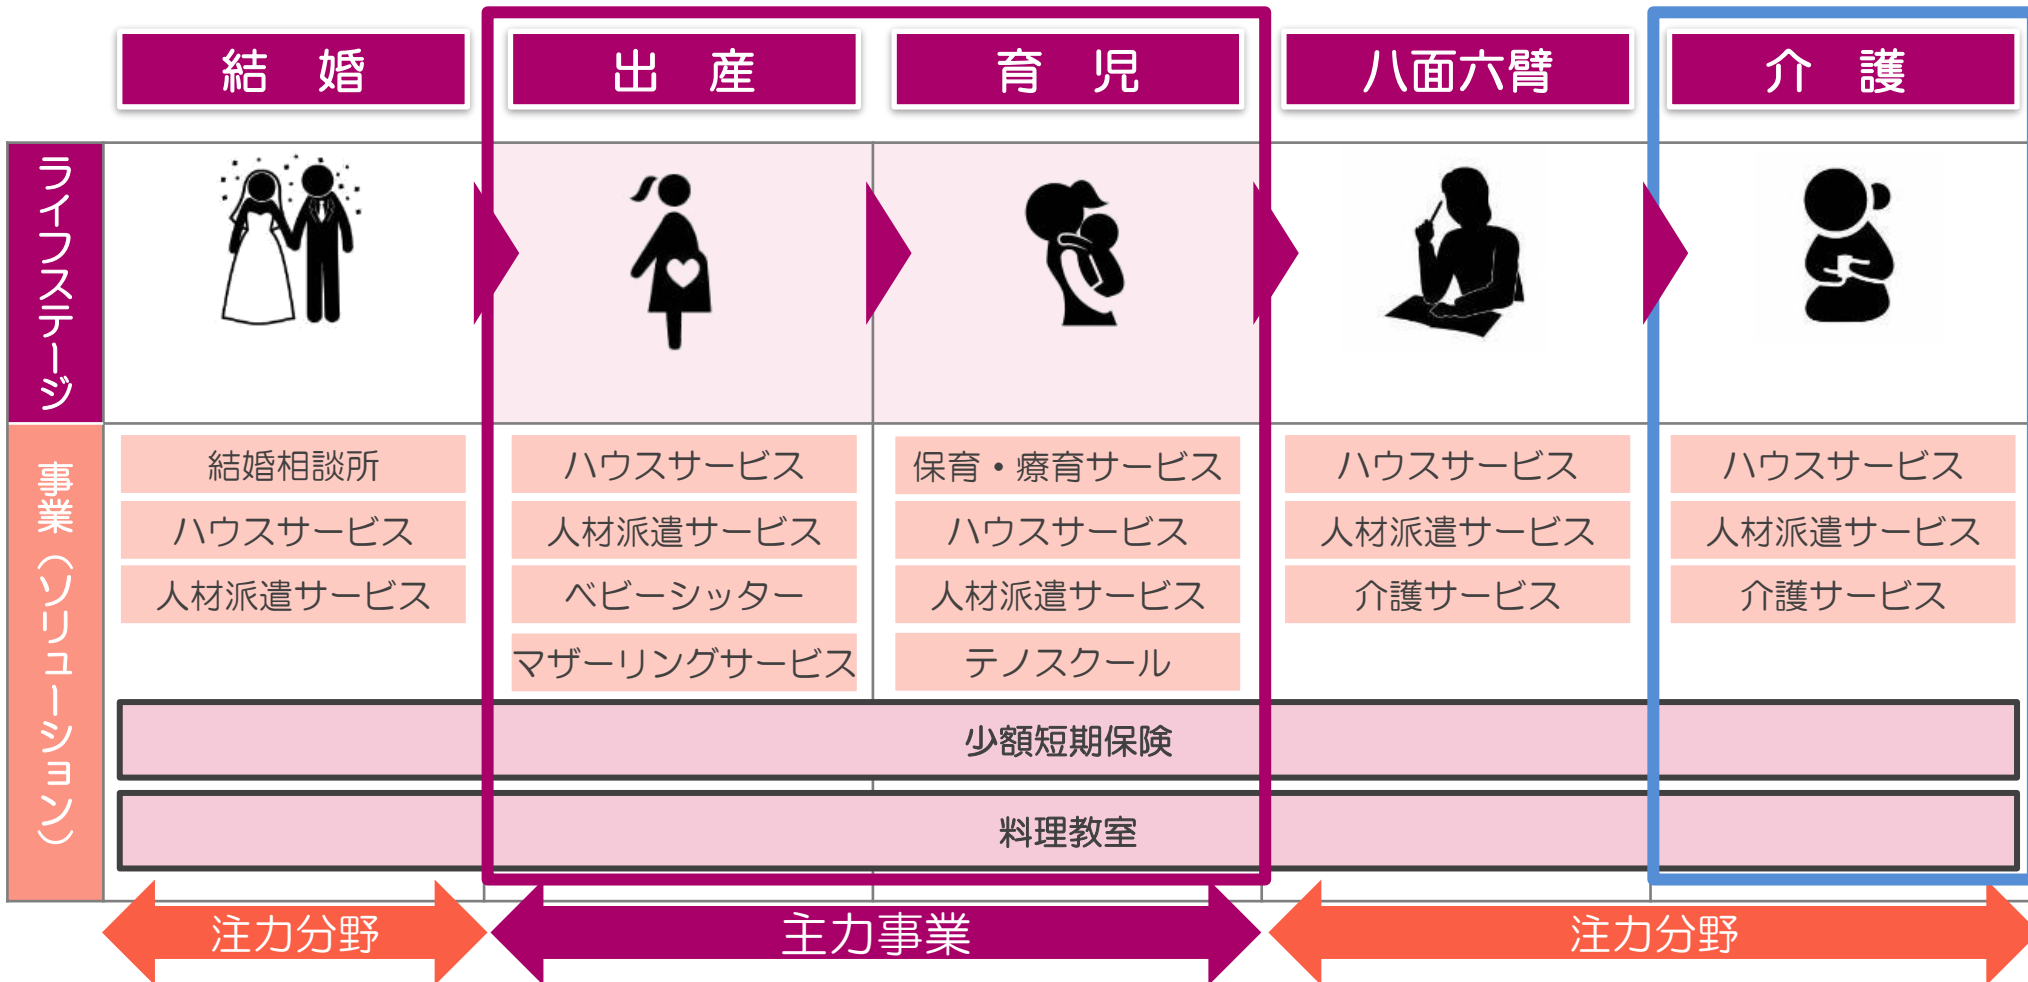 結　婚
出　産
育　児
八面六臂
介　護
ライフステージ
事業（ソリューション）
結婚相談所
ハウスサービス
人材派遣サービス
ハウスサービス
人材派遣サービス
ベビーシッター
マザーリングサービス
保育・療育サービス
ハウスサービス
人材派遣サービス
テノスクール
ハウスサービス
人材派遣サービス
介護サービス
ハウスサービス
人材派遣サービス
介護サービス
少額短期保険
料理教室
注力分野
主力事業
注力分野